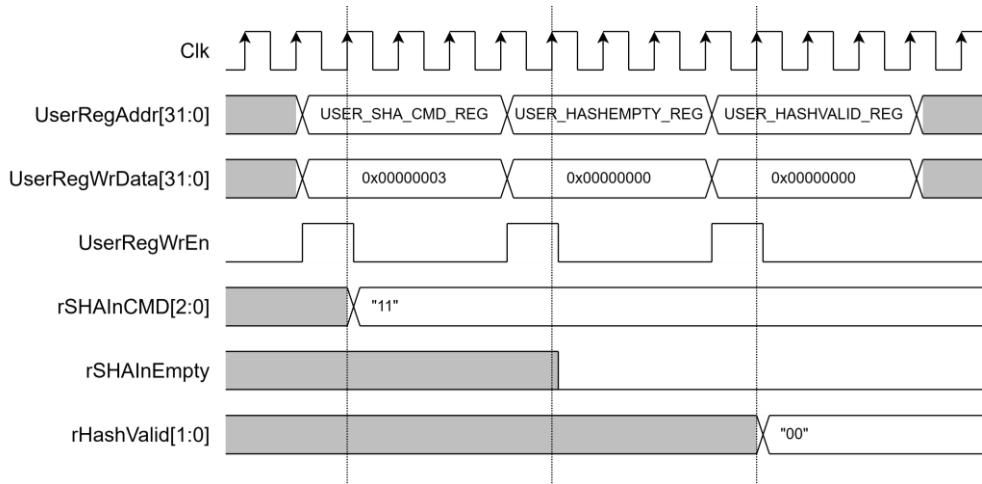 Clk
UserRegAddr[31:0] USER_SHA_CMD_REG USER_HASHEMPTY_REG USER_HASHVALID_REG
UserRegWrData[31:0] 0x00000003 0x00000000 0x00000000
UserRegWrEn
rSHAInCMD[2:0] "11"
rSHAInEmpty
rHashValid[1:0] "00"